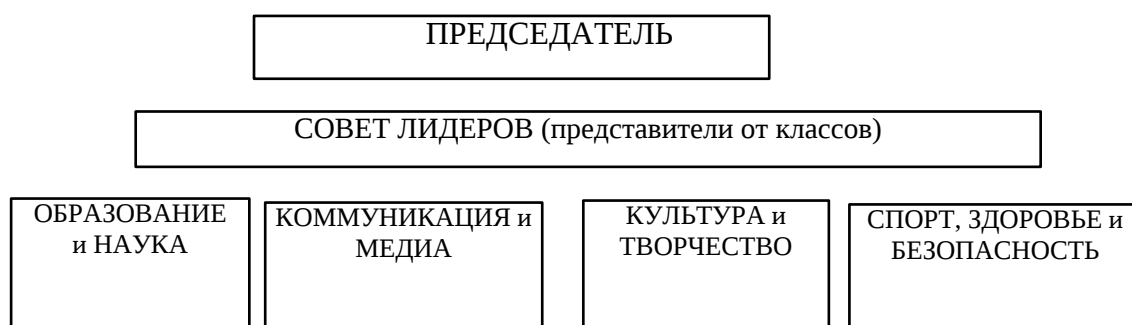 ПРЕДСЕДАТЕЛЬ
СОВЕТ ЛИДЕРОВ (представители от классов)
ОБРАЗОВАНИЕ
и НАУКА
КОММУНИКАЦИЯ и
МЕДИА
КУЛЬТУРА и
ТВОРЧЕСТВО
СПОРТ, ЗДОРОВЬЕ и
БЕЗОПАСНОСТЬ